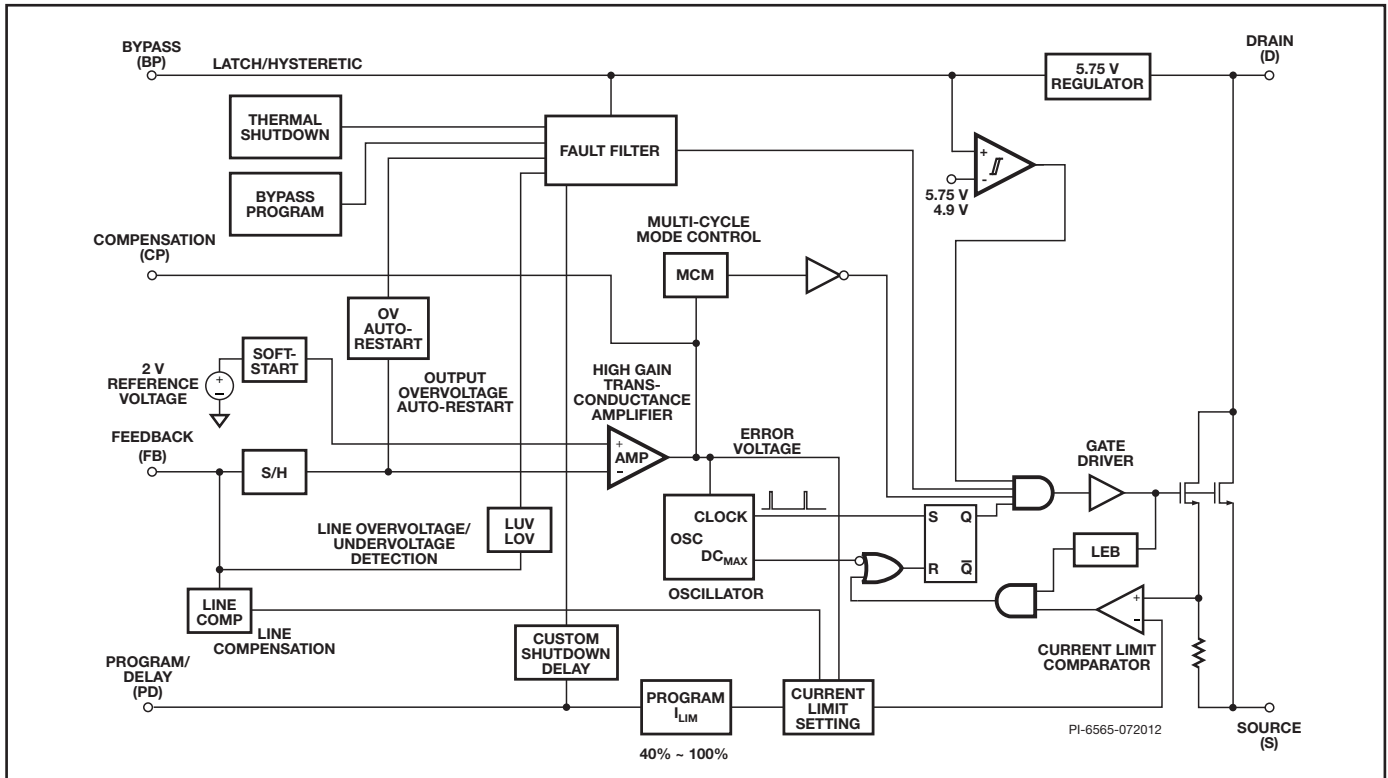 BYPASS
(BP)
LATCH/HYSTERETIC
DRAIN
(D)
5.75 V
REGULATOR
THERMAL
SHUTDOWN
FAULT FILTER
+
-
5.75 V
4.9 V
BYPASS
PROGRAM
COMPENSATION
(CP)
MULTI-CYCLE
MODE CONTROL
MCM
OV
AUTO-
RESTART
SOFT-
START
2 V
REFERENCE
VOLTAGE
+
−
OUTPUT
OVERVOLTAGE
AUTO-RESTART
HIGH GAIN
TRANS-
CONDUCTANCE
AMPLIFIER
FEEDBACK
(FB)
S/H
+
AMP
−
ERROR
VOLTAGE
GATE
DRIVER
LINE OVERVOLTAGE/
UNDERVOLTAGE
DETECTION
LUV
LOV
CLOCK
OSC
DCMAX
OSCILLATOR
S Q
R Q̅
LEB
LINE
COMP
LINE
COMPENSATION
+
−
CURRENT LIMIT
COMPARATOR
PROGRAM/
DELAY
(PD)
CUSTOM
SHUTDOWN
DELAY
PROGRAM
ILIM
40% ~ 100%
CURRENT
LIMIT
SETTING
PI-6565-072012
SOURCE
(S)